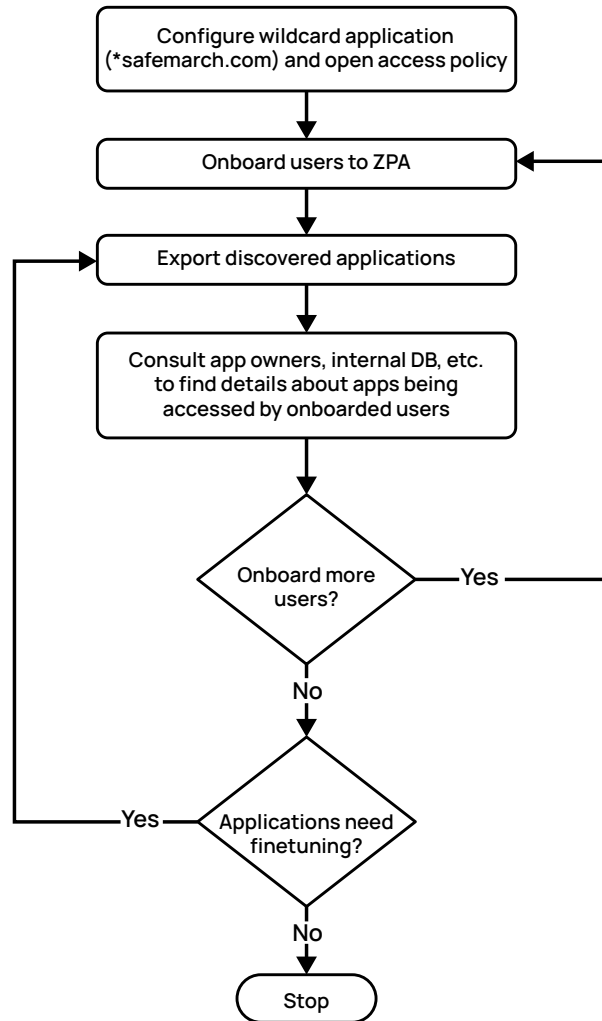 Configure wildcard application
(*safemarch.com) and open access policy
Onboard users to ZPA
Export discovered applications
Consult app owners, internal DB, etc.
to find details about apps being
accessed by onboarded users
Onboard more
users?
Yes
No
Applications need
finetuning?
Yes
No
Stop